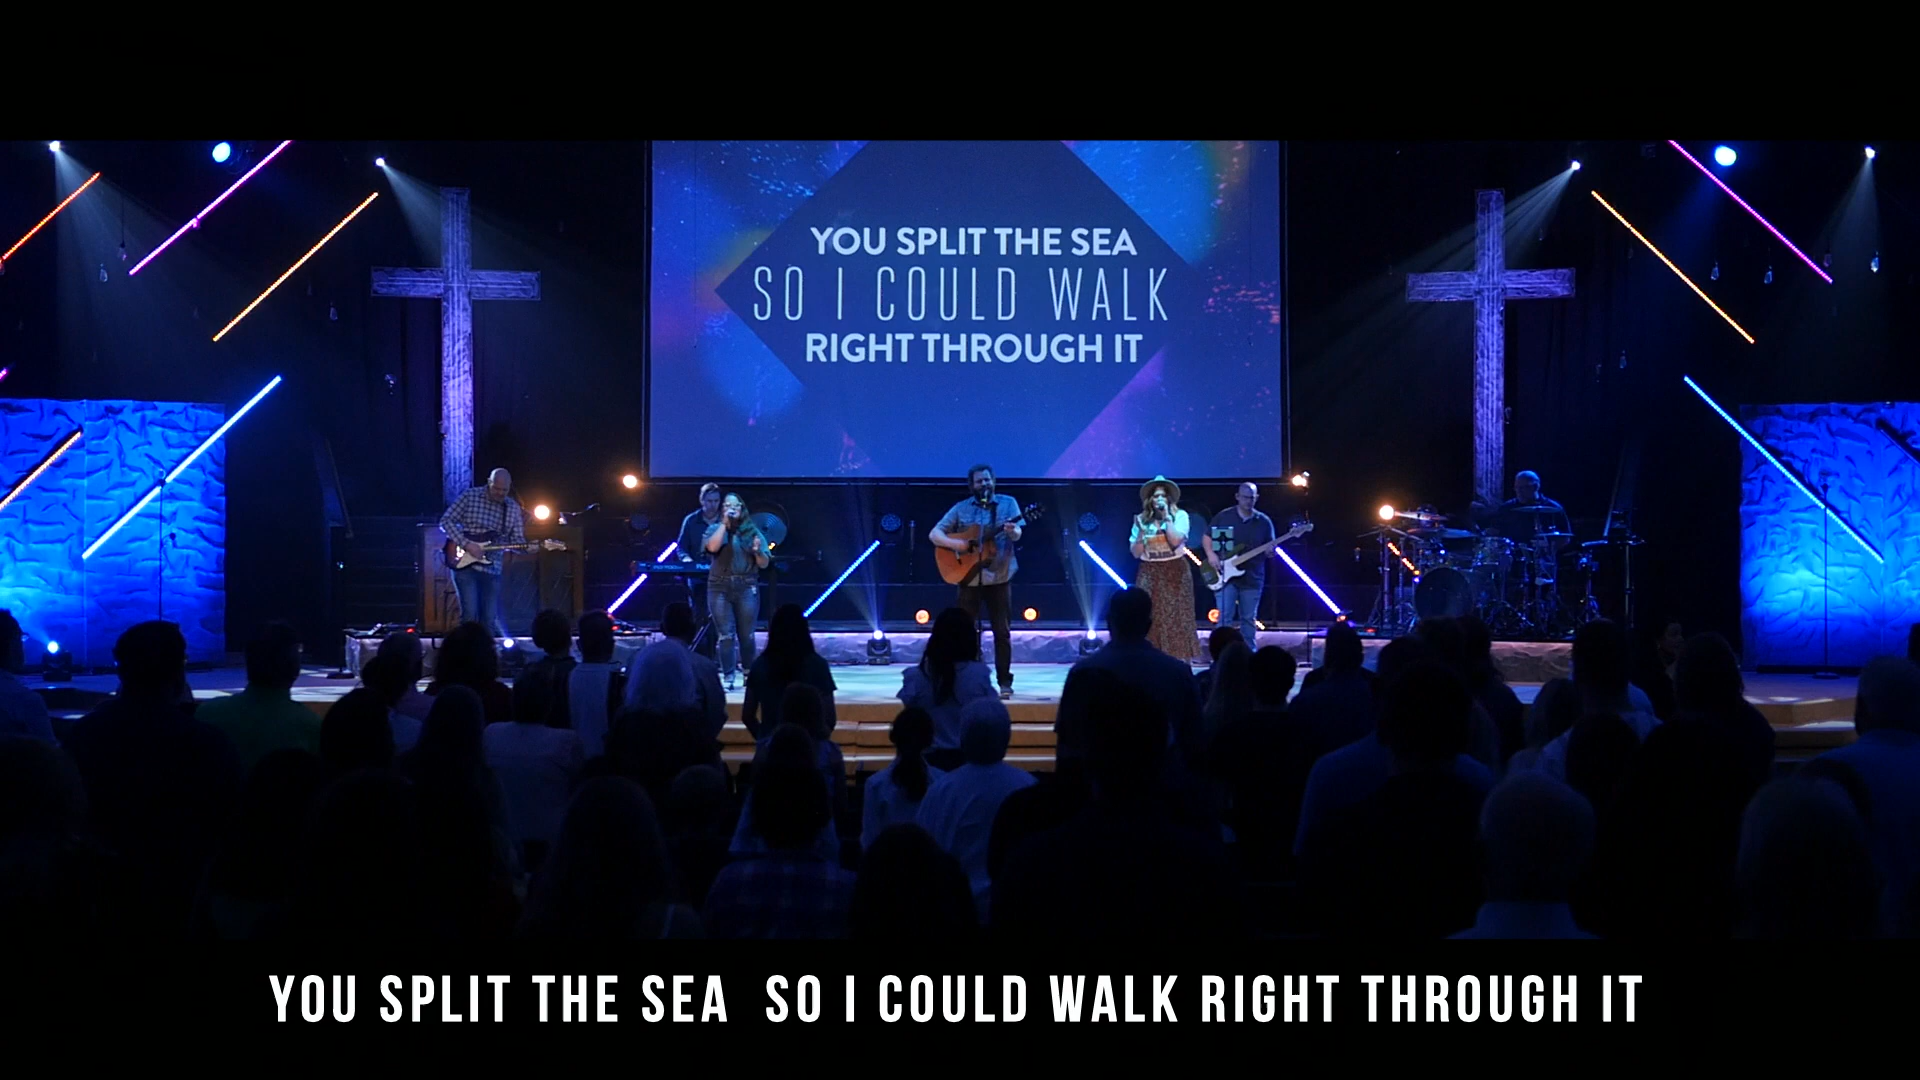 YOU SPLIT THE SEA
SO I COULD WALK
RIGHT THROUGH IT
YOU SPLIT THE SEA  SO I COULD WALK RIGHT THROUGH IT